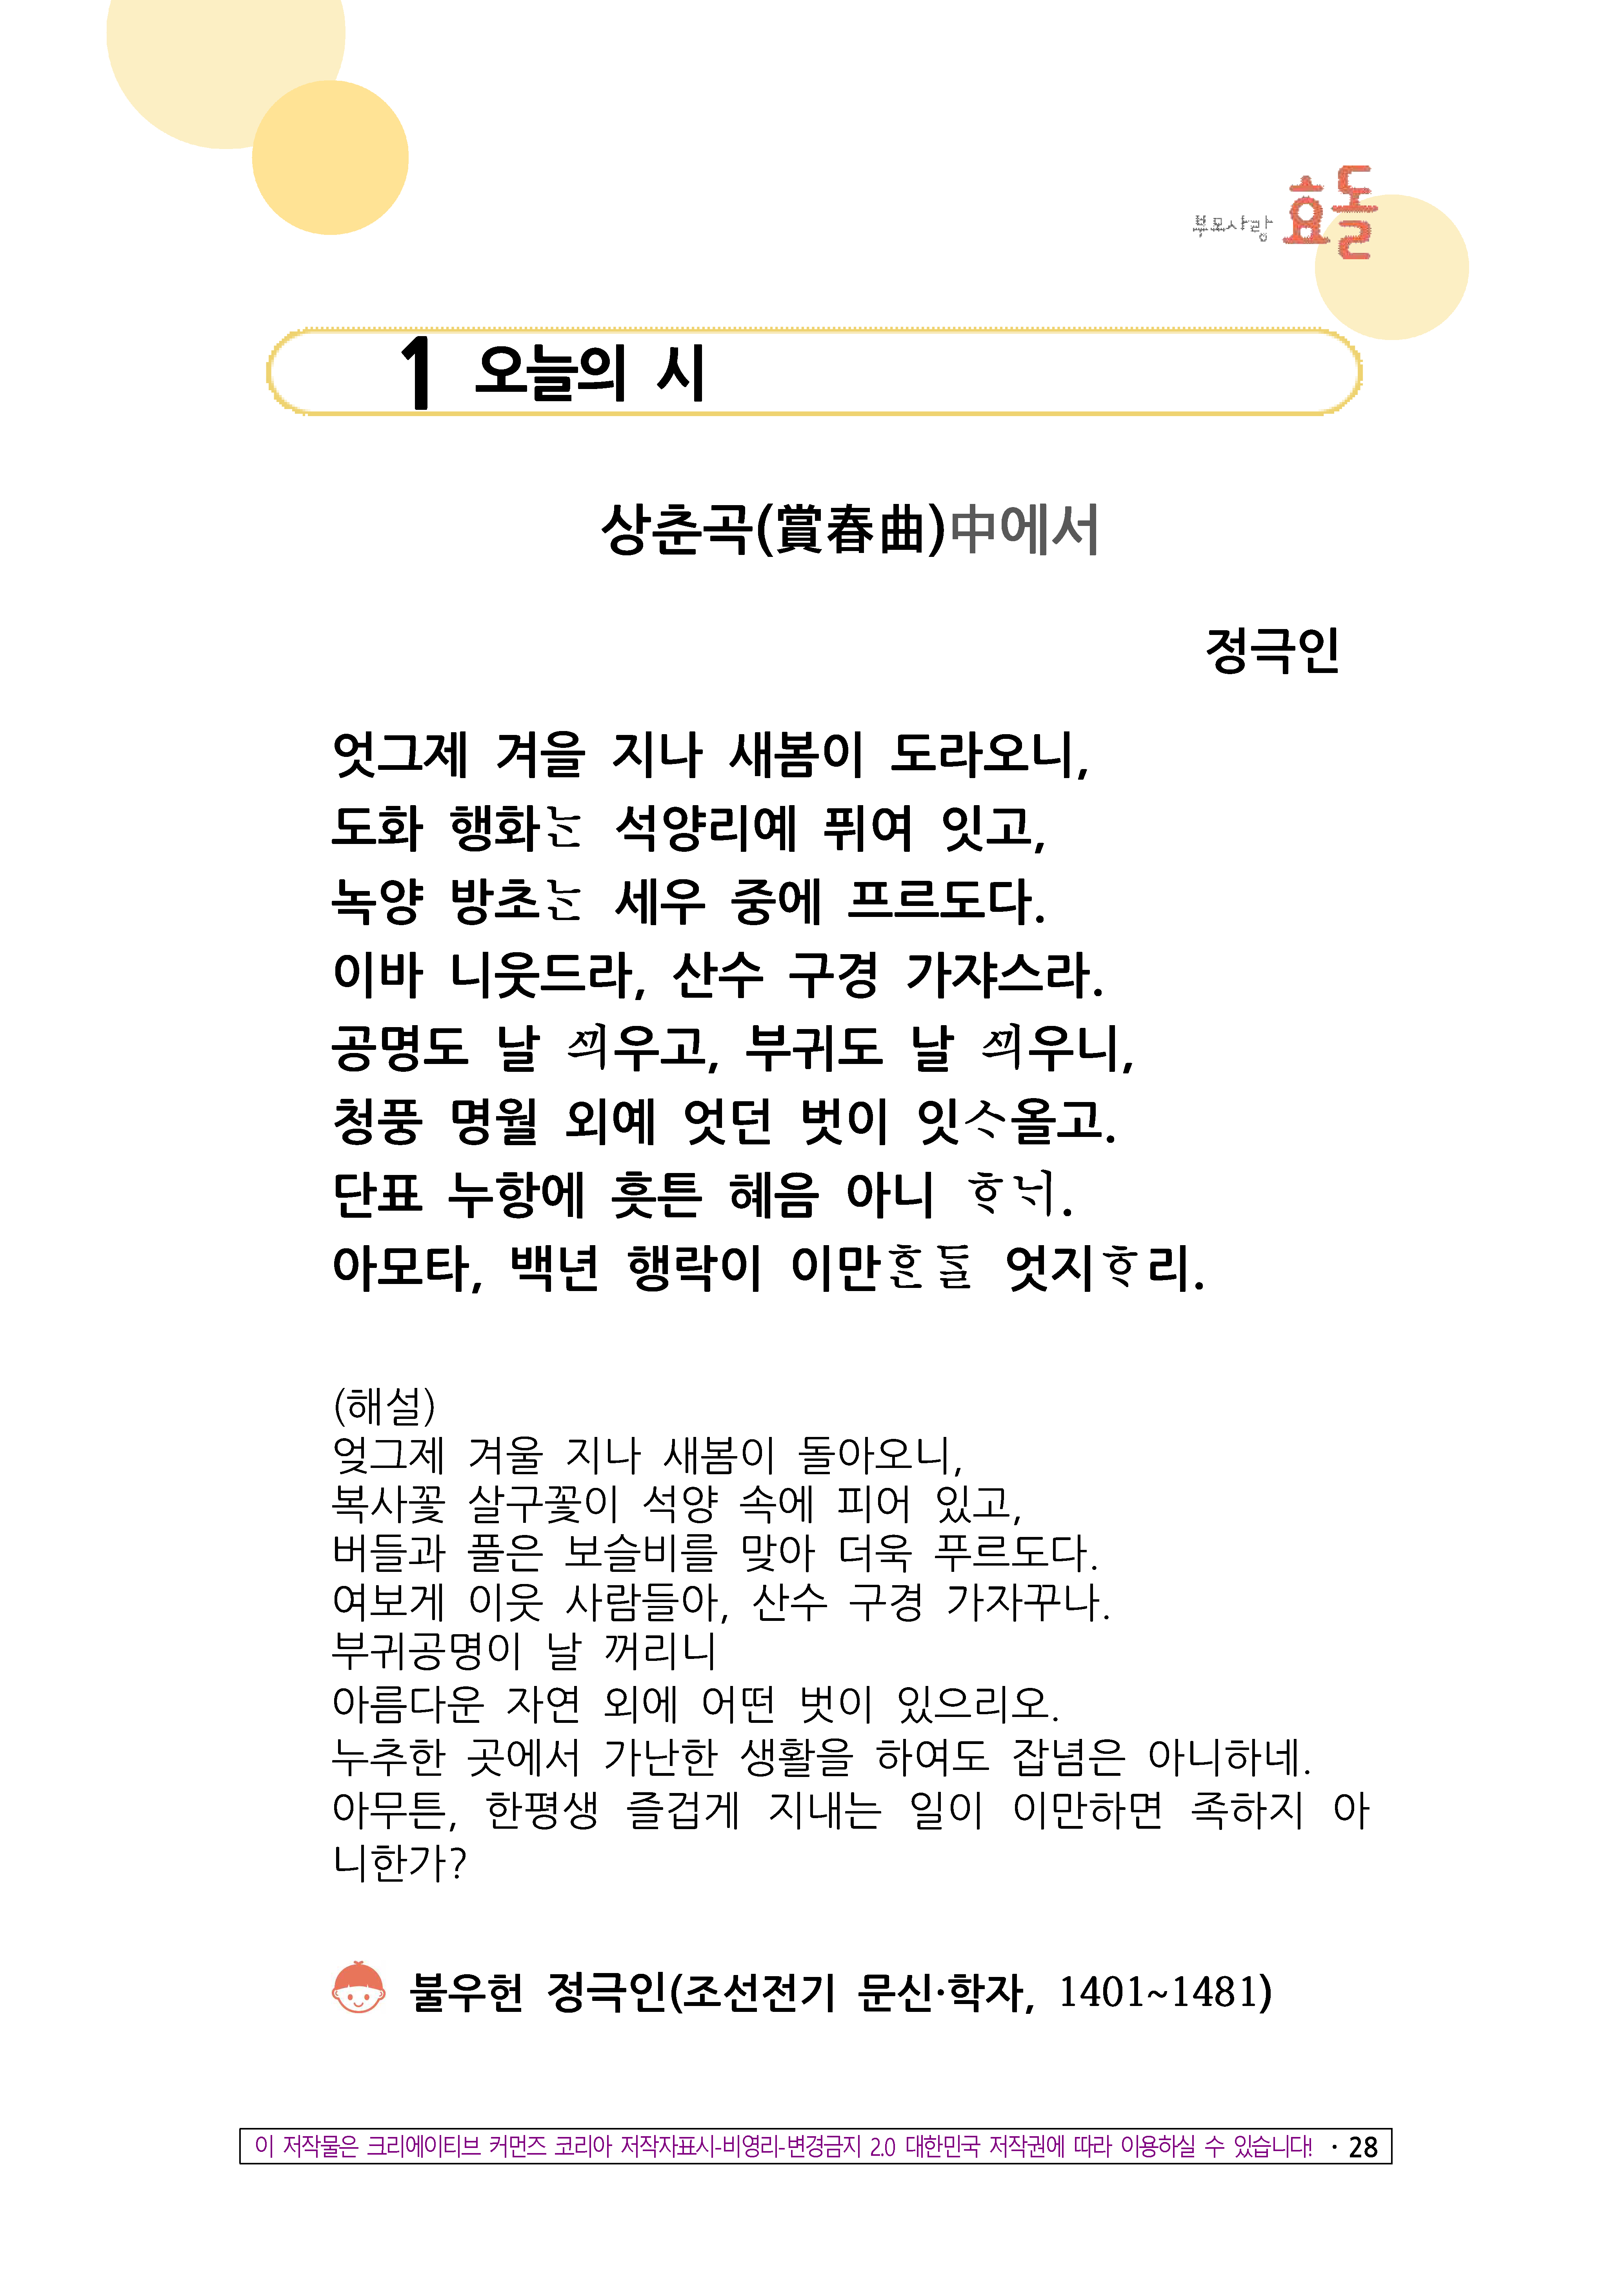 부모사랑 효돌
1 오늘의 시
상춘곡(賞春曲)中에서
정극인
엇그제 겨을 지나 새봄이 도라오니,
도화 행화ᄂᆞᆫ 석양리예 퓌여 잇고,
녹양 방초ᄂᆞᆫ 세우 중에 프르도다.
이바 니웃드라, 산수 구경 가쟈스라.
공명도 날 ᄭᅴ우고, 부귀도 날 ᄭᅴ우니,
청풍 명월 외예 엇던 벗이 잇ᄉᆞ올고.
단표 누항에 흣튼 혜음 아니 ᄒᆞᄂᆡ.
아모타, 백년 행락이 이만ᄒᆞᆫᄃᆞᆯ 엇지ᄒᆞ리.
(해설)
엊그제 겨울 지나 새봄이 돌아오니,
복사꽃 살구꽃이 석양 속에 피어 있고,
버들과 풀은 보슬비를 맞아 더욱 푸르도다.
여보게 이웃 사람들아, 산수 구경 가자꾸나.
부귀공명이 날 꺼리니
아름다운 자연 외에 어떤 벗이 있으리오.
누추한 곳에서 가난한 생활을 하여도 잡념은 아니하네.
아무튼, 한평생 즐겁게 지내는 일이 이만하면 족하지 아
니한가?
불우헌 정극인(조선전기 문신·학자, 1401~1481)
이 저작물은 크리에이티브 커먼즈 코리아 저작자표시-비영리-변경금지 2.0 대한민국 저작권에 따라 이용하실 수 있습니다! · 28